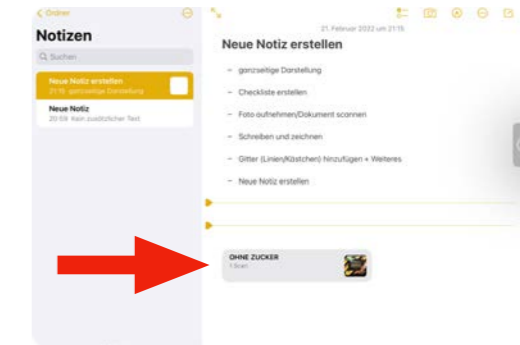 Ordner
Notizen
Suchen
Neue Notiz erstellen
21:15 ganzseitige Darstellung
Neue Notiz
20:59 Kein zusätzlicher Text
21. Februar 2022 um 21:15
Neue Notiz erstellen
– ganzseitige Darstellung
– Checkliste erstellen
– Foto aufnehmen/Dokument scannen
– Schreiben und zeichnen
– Gitter (Linien/Kästchen) hinzufügen + Weiteres
– Neue Notiz erstellen
OHNE ZUCKER
1 Scan